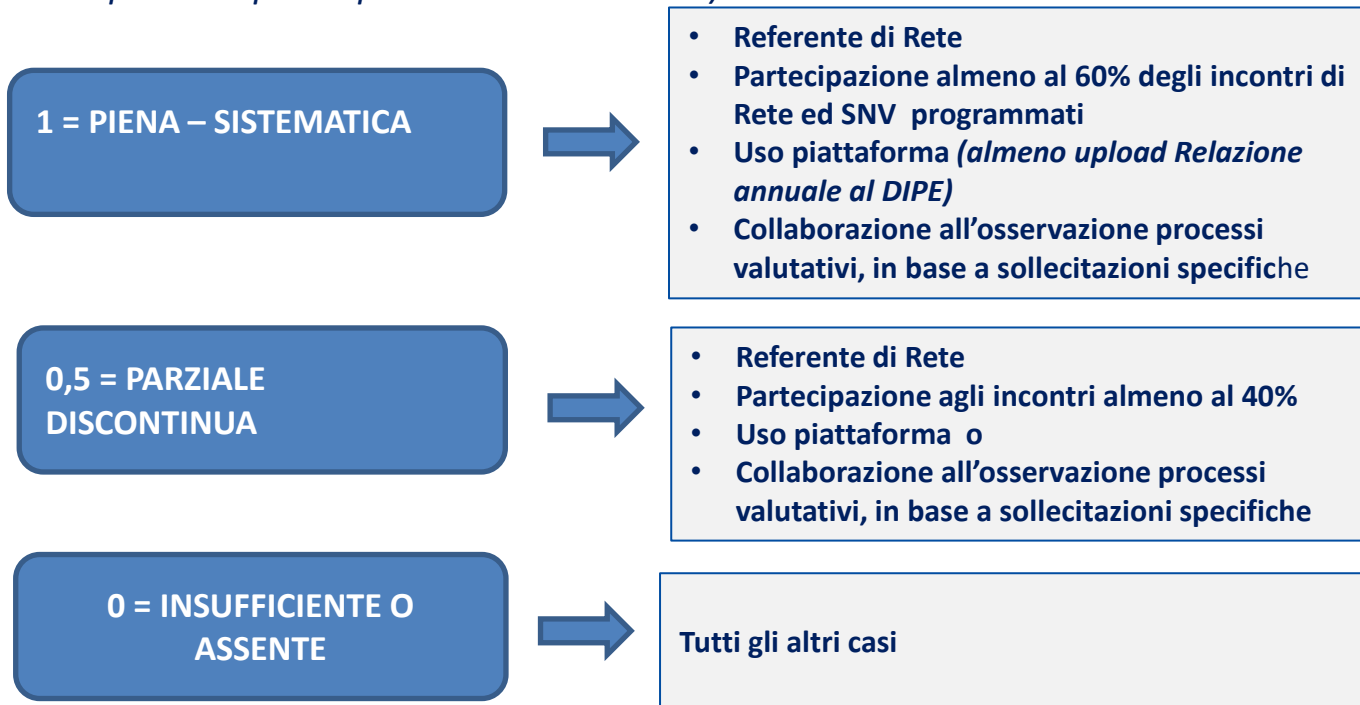 1 = PIENA – SISTEMATICA
• Referente di Rete
• Partecipazione almeno al 60% degli incontri di
Rete ed SNV programmati
• Uso piattaforma (almeno upload Relazione
annuale al DIPE)
• Collaborazione all'osservazione processi
valutativi, in base a sollecitazioni specifiche
0,5 = PARZIALE
DISCONTINUA
• Referente di Rete
• Partecipazione agli incontri almeno al 40%
• Uso piattaforma o
• Collaborazione all'osservazione processi
valutativi, in base a sollecitazioni specifiche
0 = INSUFFICIENTE O
ASSENTE
Tutti gli altri casi